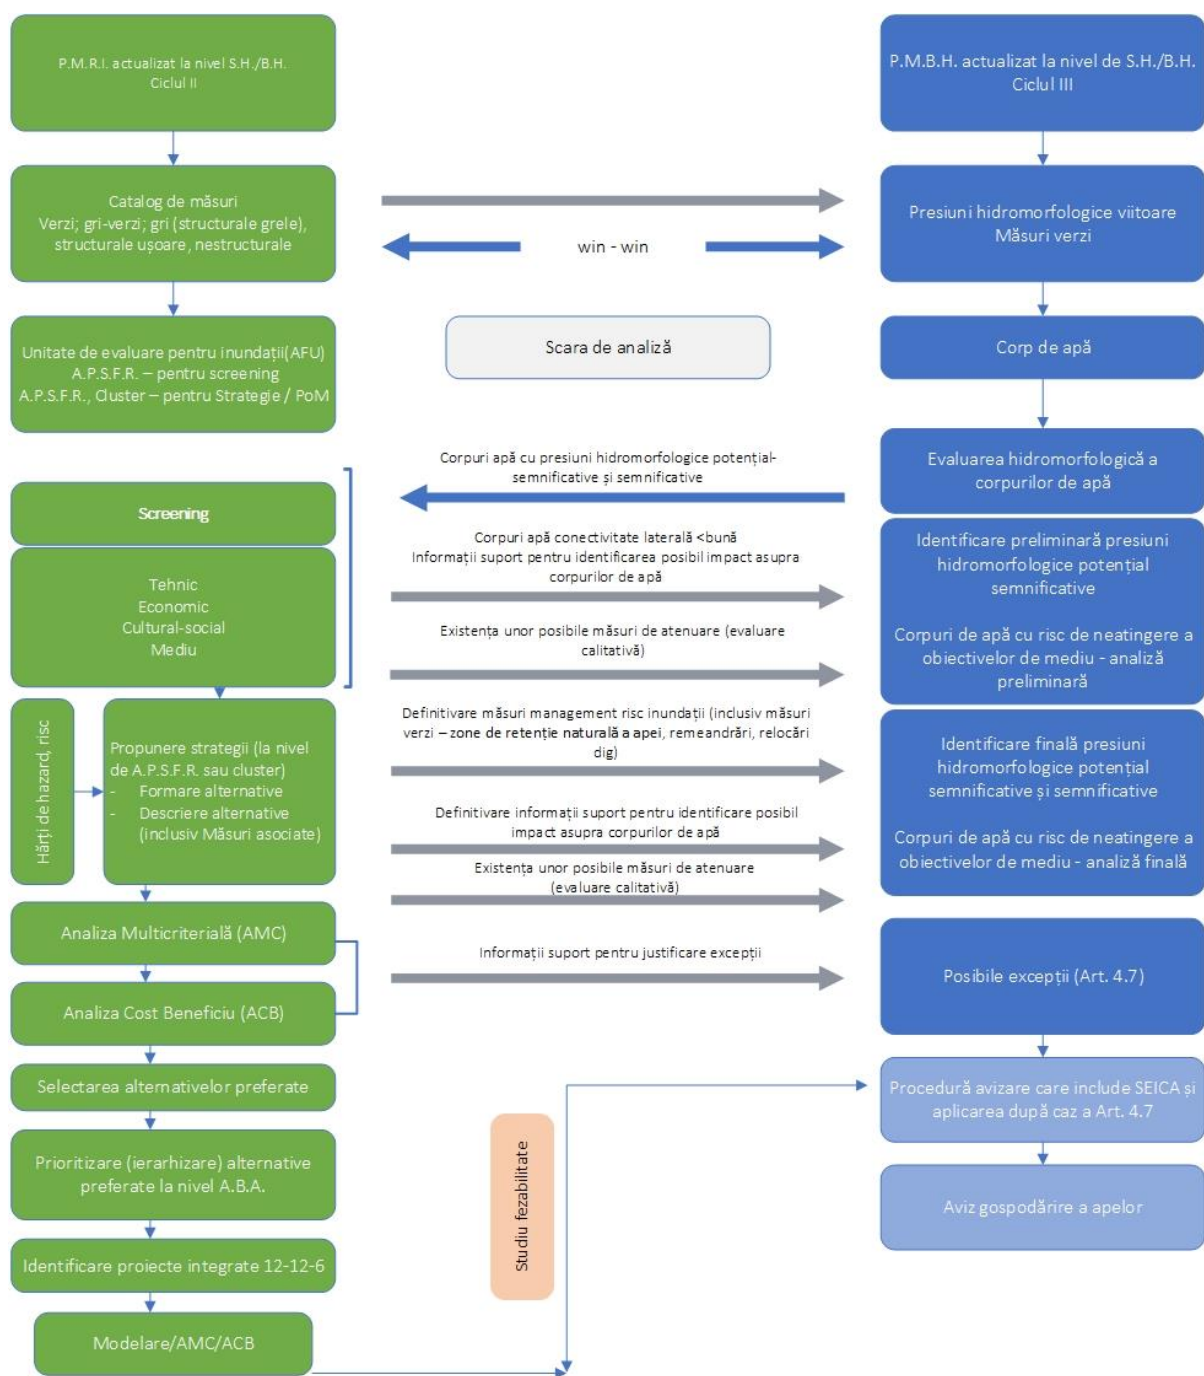 P.M.R.I. actualizat la nivel S.H./B.H.
Ciclul II
P.M.B.H. actualizat la nivel de S.H./B.H.
Ciclul III
Catalog de măsuri
Verzi; gri-verzi; gri (structurale grele),
structurale ușoare, nestructurale
win - win
Presiuni hidromorfologice viitoare
Măsuri verzi
Unitate de evaluare pentru inundații(AFU)
A.P.S.F.R. – pentru screening
A.P.S.F.R., Cluster – pentru Strategie / PoM
Scara de analiză
Corp de apă
Corpuri apă cu presiuni hidromorfologice potențial-
semnificative și semnificative
Evaluarea hidromorfologică a
corpurilor de apă
Screening
Tehnic
Economic
Cultural-social
Mediu
Corpuri apă conectivitate laterală <bună
Informații suport pentru identificarea posibil impact asupra
corpurilor de apă
Existența unor posibile măsuri de atenuare (evaluare
calitativă)
Identificare preliminară presiuni
hidromorfologice potențial
semnificative
Corpuri de apă cu risc de neatingere a
obiectivelor de mediu - analiză
preliminară
Hărți de hazard, risc
Propunere strategii (la nivel
de A.P.S.F.R. sau cluster)
- Formare alternative
- Descriere alternative
(inclusiv Măsuri asociate)
Definitivare măsuri management risc inundații (inclusiv măsuri
verzi – zone de retenție naturală a apei, remeandrări, relocări
dig)
Definitivare informații suport pentru identificare posibil
impact asupra corpurilor de apă
Existența unor posibile măsuri de atenuare
(evaluare calitativă)
Identificare finală presiuni
hidromorfologice potențial
semnificative și semnificative
Corpuri de apă cu risc de neatingere a
obiectivelor de mediu - analiză finală
Analiza Multicriterială (AMC)
Analiza Cost Beneficiu (ACB)
Informații suport pentru justificare excepții
Posibile excepții (Art. 4.7)
Selectarea alternativelor preferate
Prioritizare (ierarhizare) alternative
preferate la nivel A.B.A.
Identificare proiecte integrate 12-12-6
Modelare/AMC/ACB
Studiu fezabilitate
Procedură avizare care include SEICA și
aplicarea după caz a Art. 4.7
Aviz gospodărire a apelor